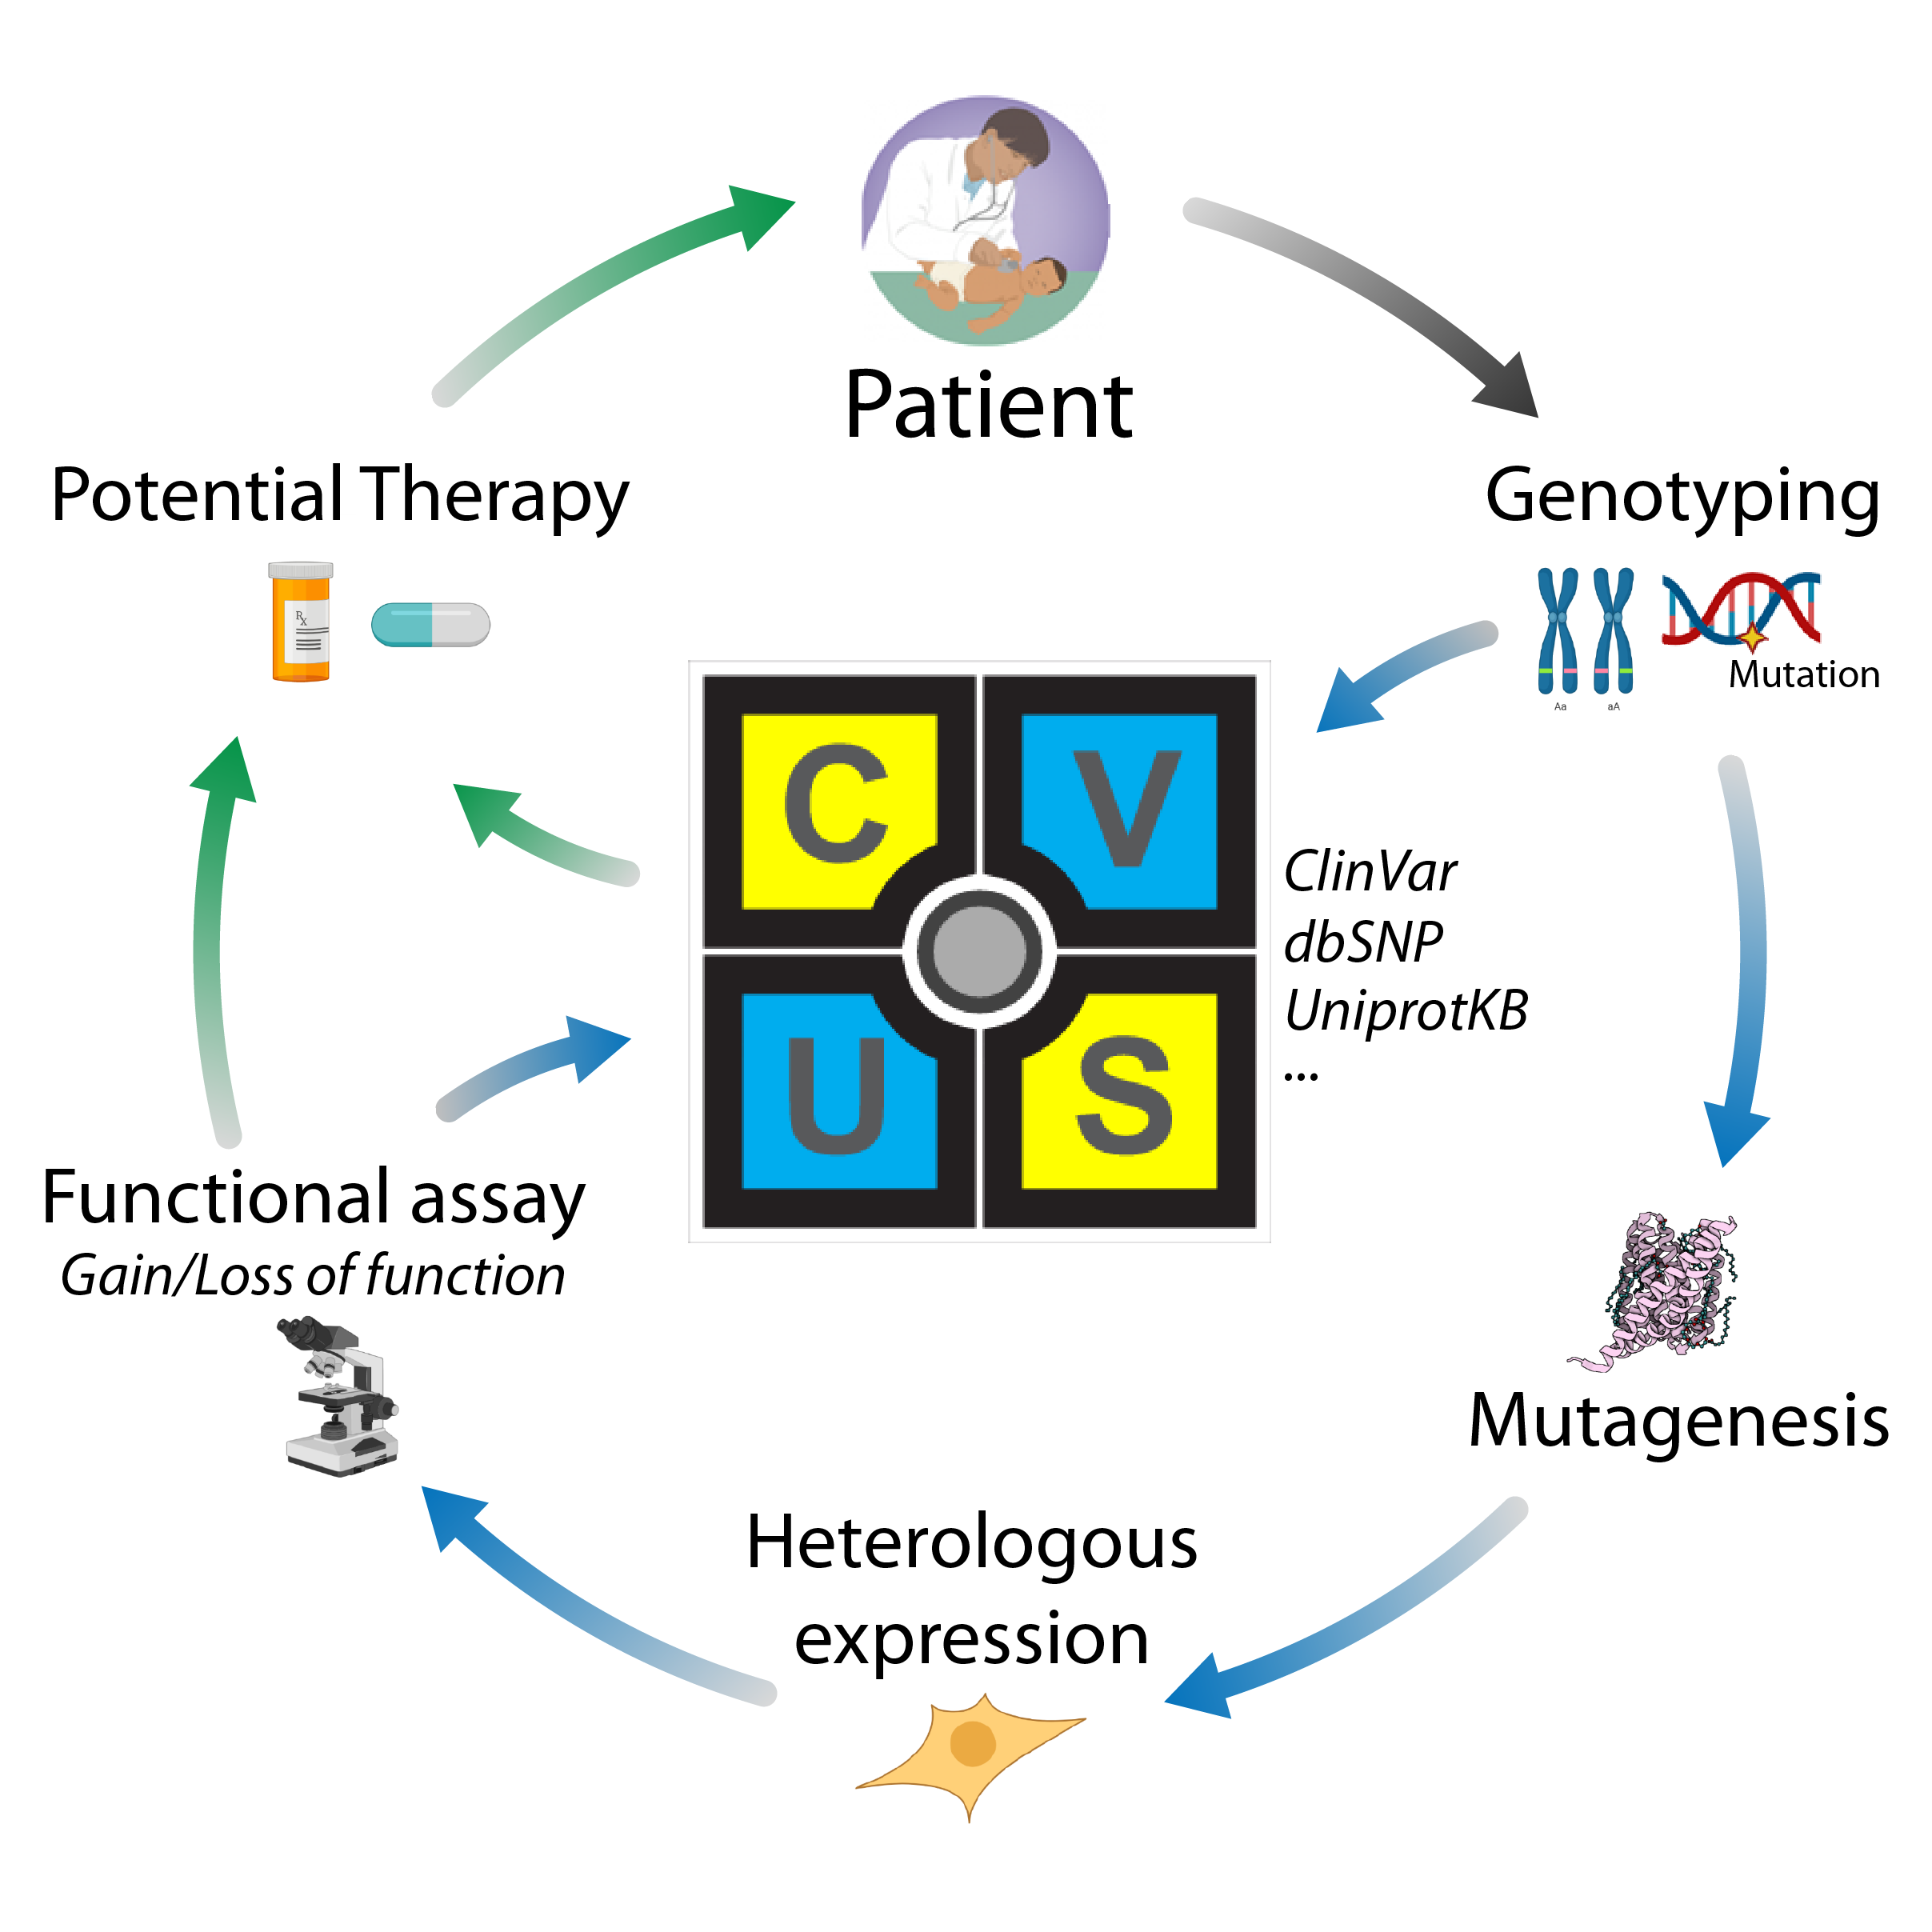 Patient
Potential Therapy
Rx
Genotyping
Mutation
Aa
aA
C
V
U
S
ClinVar
dbSNP
UniprotKB
...
Functional assay
Gain/Loss of function
Mutagenesis
Heterologous
expression